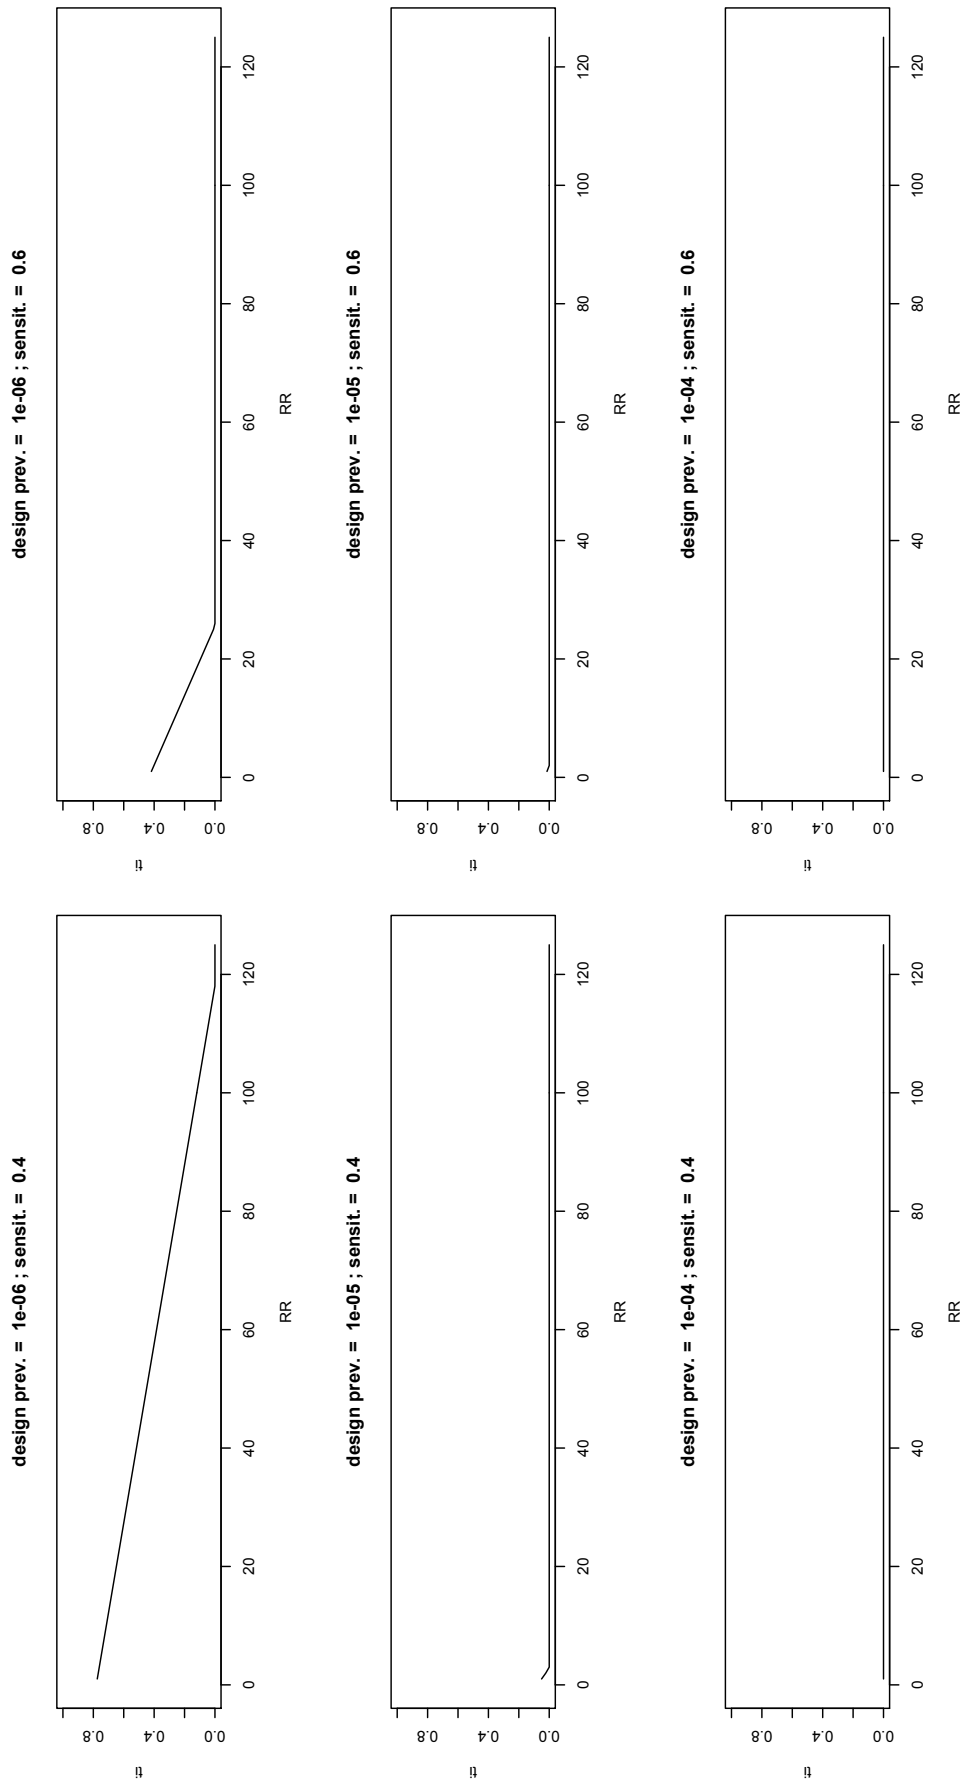 design prev. = 1e-06 ; sensit. = 0.4
ti
0.0 0.4 0.8
0 20 40 60 80 100 120
RR
design prev. = 1e-06 ; sensit. = 0.6
ti
0.0 0.4 0.8
0 20 40 60 80 100 120
RR
design prev. = 1e-05 ; sensit. = 0.4
ti
0.0 0.4 0.8
0 20 40 60 80 100 120
RR
design prev. = 1e-05 ; sensit. = 0.6
ti
0.0 0.4 0.8
0 20 40 60 80 100 120
RR
design prev. = 1e-04 ; sensit. = 0.4
ti
0.0 0.4 0.8
0 20 40 60 80 100 120
RR
design prev. = 1e-04 ; sensit. = 0.6
ti
0.0 0.4 0.8
0 20 40 60 80 100 120
RR